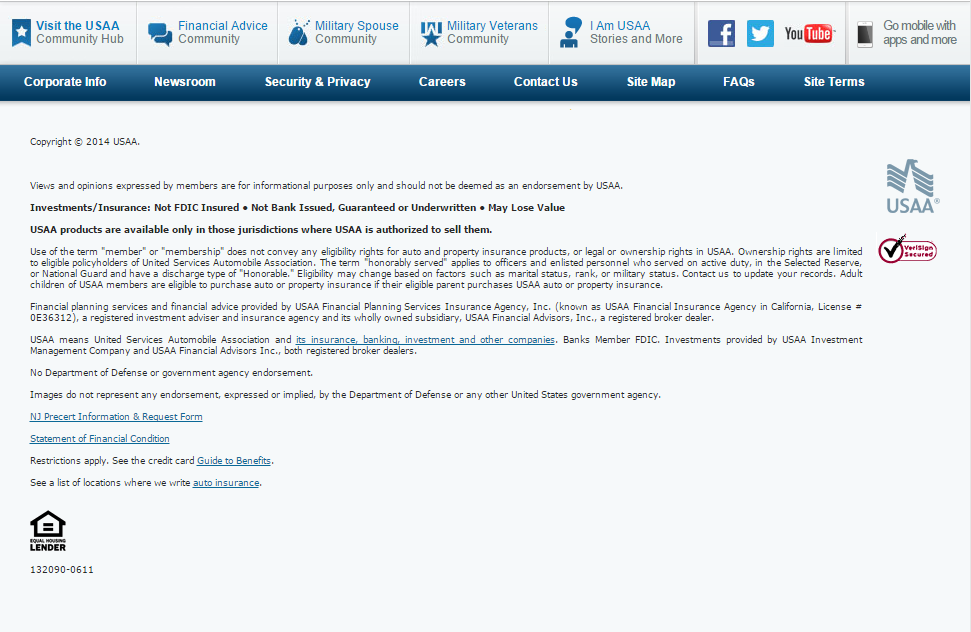 Visit the USAA
Community Hub
Financial Advice
Community
Military Spouse
Community
Military Veterans
Community
I Am USAA
Stories and More
f
You Tube
Go mobile with
apps and more
Corporate Info Newsroom Security & Privacy Careers Contact Us Site Map FAQs Site Terms
Copyright © 2014 USAA.
Views and opinions expressed by members are for informational purposes only and should not be deemed as an endorsement by USAA.
Investments/Insurance: Not FDIC Insured • Not Bank Issued, Guaranteed or Underwritten • May Lose Value
USAA products are available only in those jurisdictions where USAA is authorized to sell them.
Use of the term "member" or "membership" does not convey any eligibility rights for auto and property insurance products, or legal or ownership rights in USAA. Ownership rights are limited
to eligible policyholders of United Services Automobile Association. The term "honorably served" applies to officers and enlisted personnel who served on active duty, in the Selected Reserve,
or National Guard and have a discharge type of "Honorable." Eligibility may change based on factors such as marital status, rank, or military status. Contact us to update your records. Adult
children of USAA members are eligible to purchase auto or property insurance if their eligible parent purchases USAA auto or property insurance.
Financial planning services and financial advice provided by USAA Financial Planning Services Insurance Agency, Inc. (known as USAA Financial Insurance Agency in California, License #
0E36312), a registered investment adviser and insurance agency and its wholly owned subsidiary, USAA Financial Advisors, Inc., a registered broker dealer.
USAA means United Services Automobile Association and its insurance, banking, investment and other companies. Banks Member FDIC. Investments provided by USAA Investment
Management Company and USAA Financial Advisors Inc., both registered broker dealers.
No Department of Defense or government agency endorsement.
Images do not represent any endorsement, expressed or implied, by the Department of Defense or any other United States government agency.
NJ Precert Information & Request Form
Statement of Financial Condition
Restrictions apply. See the credit card Guide to Benefits.
See a list of locations where we write auto insurance.
EQUAL HOUSING
LENDER
132090-0611
USAA®
VeriSign
Secured